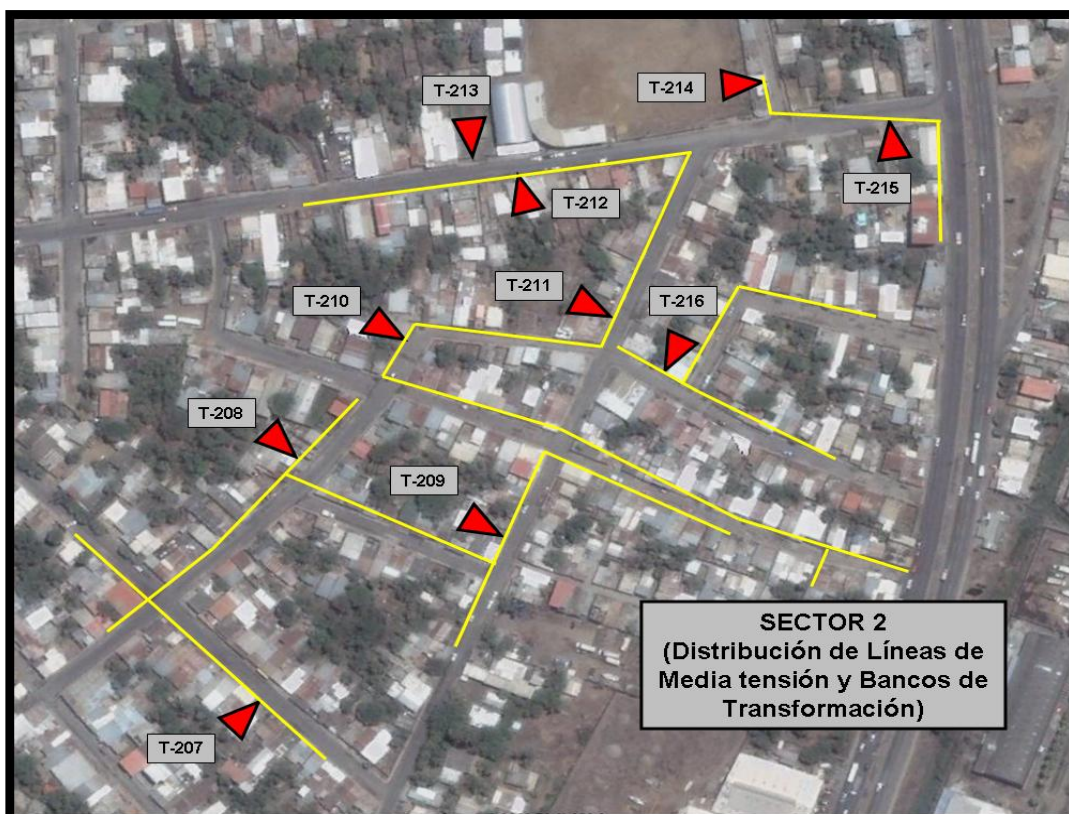 T-213
T-214
T-215
T-212
T-211
T-210
T-216
T-208
T-209
SECTOR 2
(Distribución de Líneas de
Media tensión y Bancos de
Transformación)
T-207